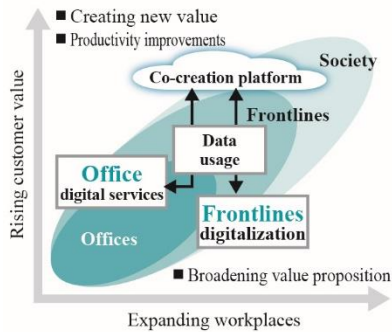 ■ Creating new value
■ Productivity improvements
Society
Co-creation platform
Frontlines
Data
usage
Office
digital services
Frontlines
digitalization
Offices
■ Broadening value proposition
Rising customer value
Expanding workplaces